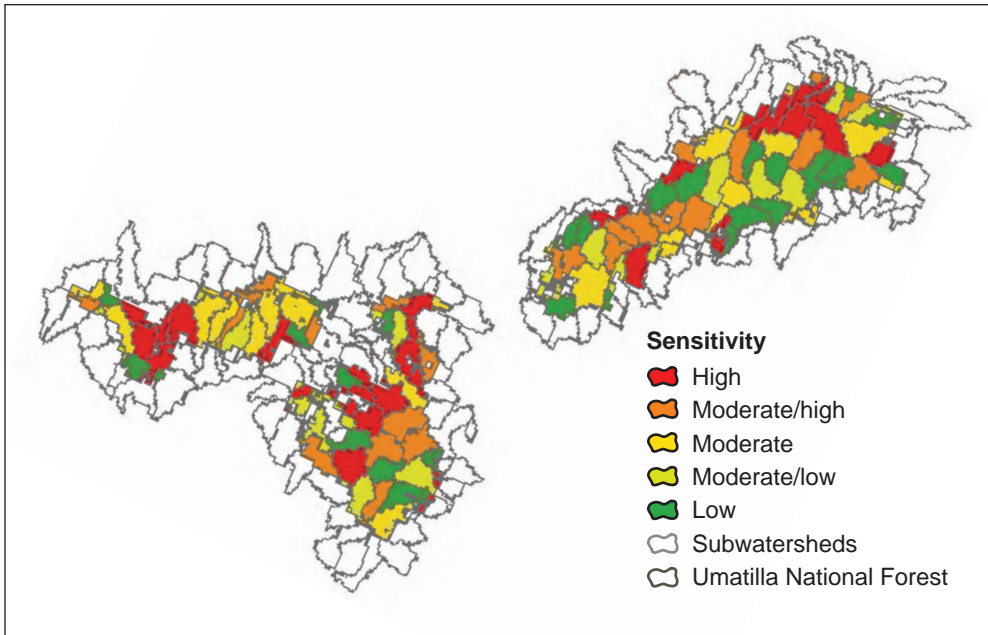 Sensitivity
High
Moderate/high
Moderate
Moderate/low
Low
Subwatersheds
Umatilla National Forest